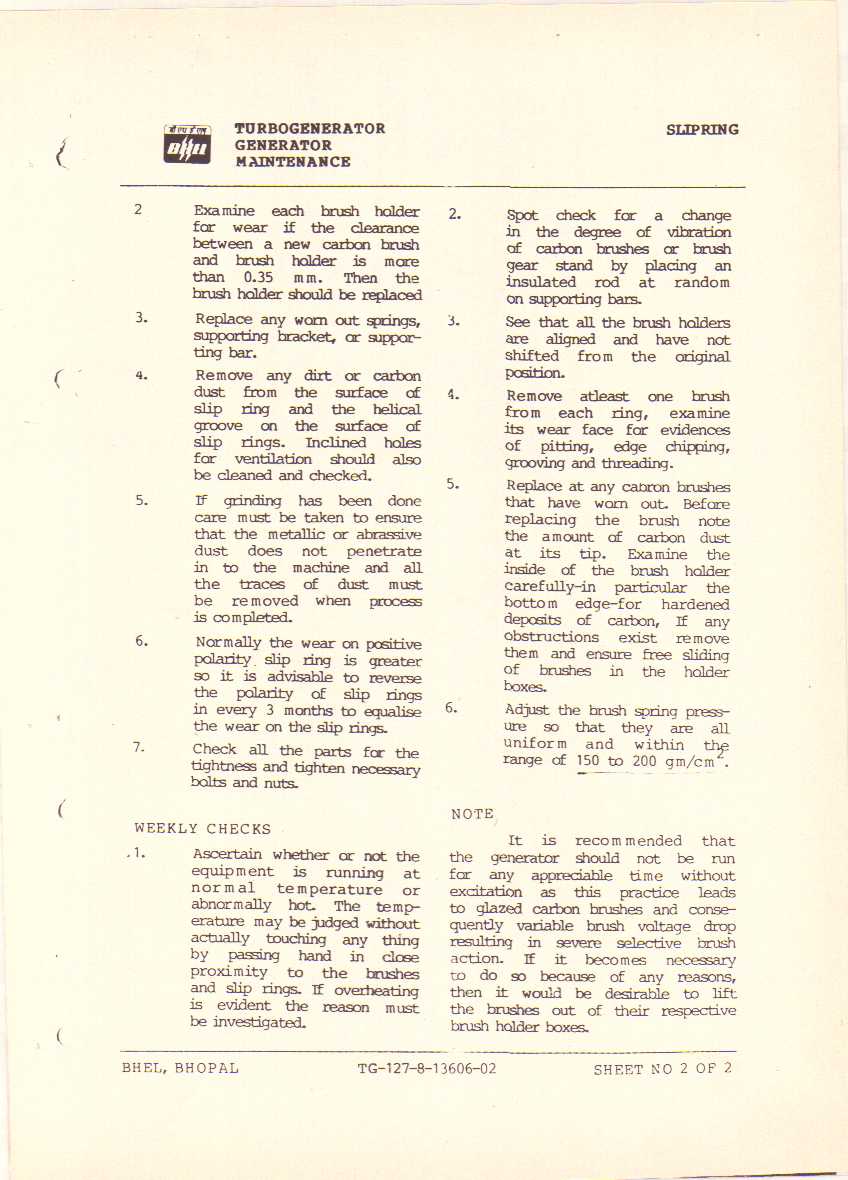 बी एच ई एल
BHEL
TURBOGENERATOR
GENERATOR
MAINTENANCE
SLIPRING
2 Examine each brush holder
for wear if the clearance
between a new carbon brush
and brush holder is more
than 0.35 mm. Then the
brush holder should be replaced
3. Replace any worn out springs,
supporting bracket, or suppor-
ting bar.
4. Remove any dirt or carbon
dust from the surface of
slip ring and the helical
groove on the surface of
slip rings. Inclined holes
for ventilation should also
be cleaned and checked.
5. If grinding has been done
care must be taken to ensure
that the metallic or abrassive
dust does not penetrate
in to the machine and all
the traces of dust must
be removed when process
is completed.
6. Normally the wear on positive
polarity slip ring is greater
so it is advisable to reverse
the polarity of slip rings
in every 3 months to equalise
the wear on the slip rings.
7. Check all the parts for the
tightness and tighten necessary
bolts and nuts.
WEEKLY CHECKS
1. Ascertain whether or not the
equipment is running at
normal temperature or
abnormally hot. The temp-
erature may be judged without
actually touching any thing
by passing hand in close
proximity to the brushes
and slip rings. If overheating
is evident the reason must
be investigated.
2. Spot check for a change
in the degree of vibration
of carbon brushes or brush
gear stand by placing an
insulated rod at random
on supporting bars.
3. See that all the brush holders
are aligned and have not
shifted from the original
position.
4. Remove atleast one brush
from each ring, examine
its wear face for evidences
of pitting, edge chipping,
grooving and threading.
5. Replace at any cabron brushes
that have worn out. Before
replacing the brush note
the amount of carbon dust
at its tip. Examine the
inside of the brush holder
carefully-in particular the
bottom edge-for hardened
deposits of carbon, If any
obstructions exist remove
them and ensure free sliding
of brushes in the holder
boxes.
6. Adjust the brush spring press-
ure so that they are all
uniform and within the
range of 150 to 200 gm/cm².
NOTE
It is recommended that
the generator should not be run
for any appreciable time without
excitation as this practice leads
to glazed carbon brushes and conse-
quently variable brush voltage drop
resulting in severe selective brush
action. If it becomes necessary
to do so because of any reasons,
then it would be desirable to lift
the brushes out of their respective
brush holder boxes.
BHEL, BHOPAL TG-127-8-13606-02 SHEET NO 2 OF 2